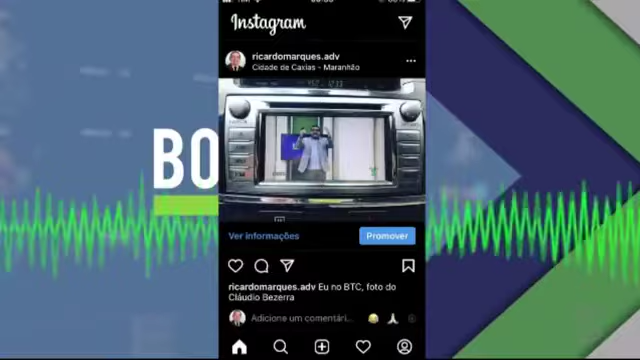 Instagram
ricardomarques.adv
Cidade de Caxias - Maranhão
BO
Ver informações
Promover
ricardomarques.adv Eu no BTC, foto do
Cláudio Bezerra
Adicione um comentári...